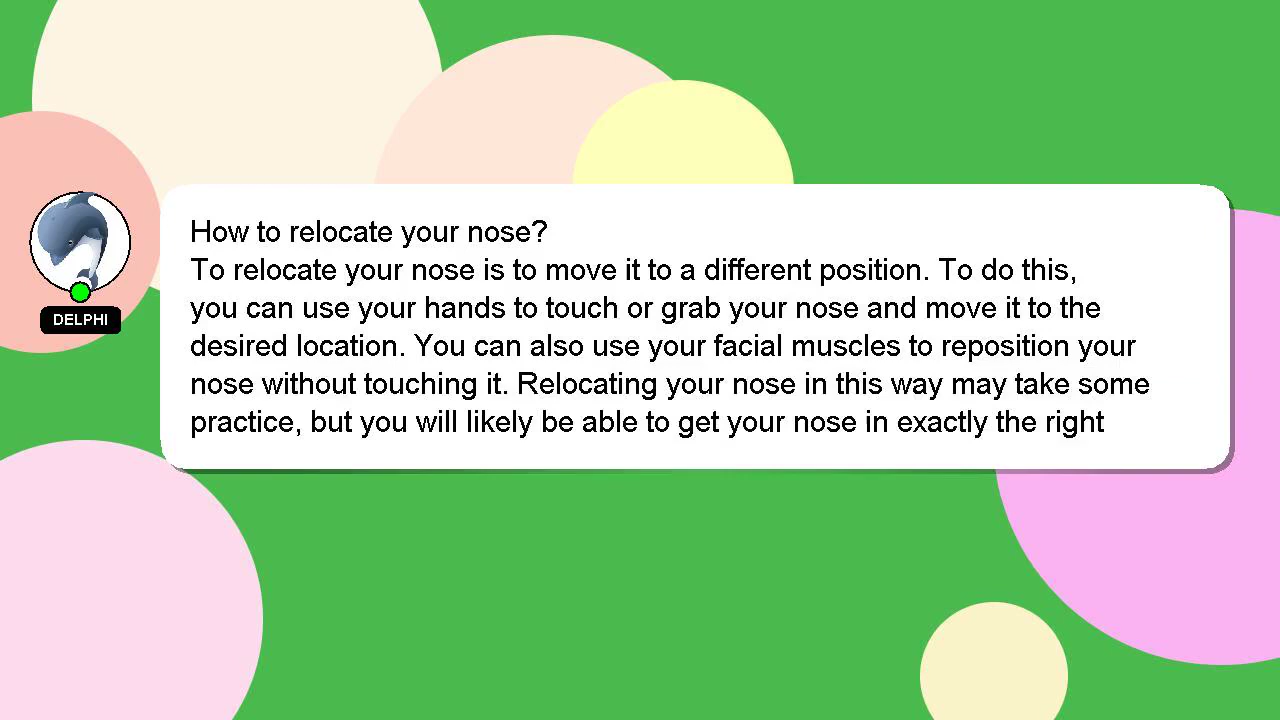 How to relocate your nose?
To relocate your nose is to move it to a different position. To do this,
you can use your hands to touch or grab your nose and move it to the
desired location. You can also use your facial muscles to reposition your
nose without touching it. Relocating your nose in this way may take some
practice, but you will likely be able to get your nose in exactly the right
DELPHI